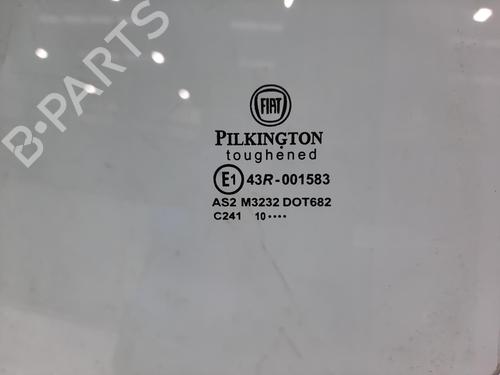 B-PARTS
FIAT
PILKINGTON
toughened
E1 43R-001583
AS2 M3232 DOT682
C241 10····